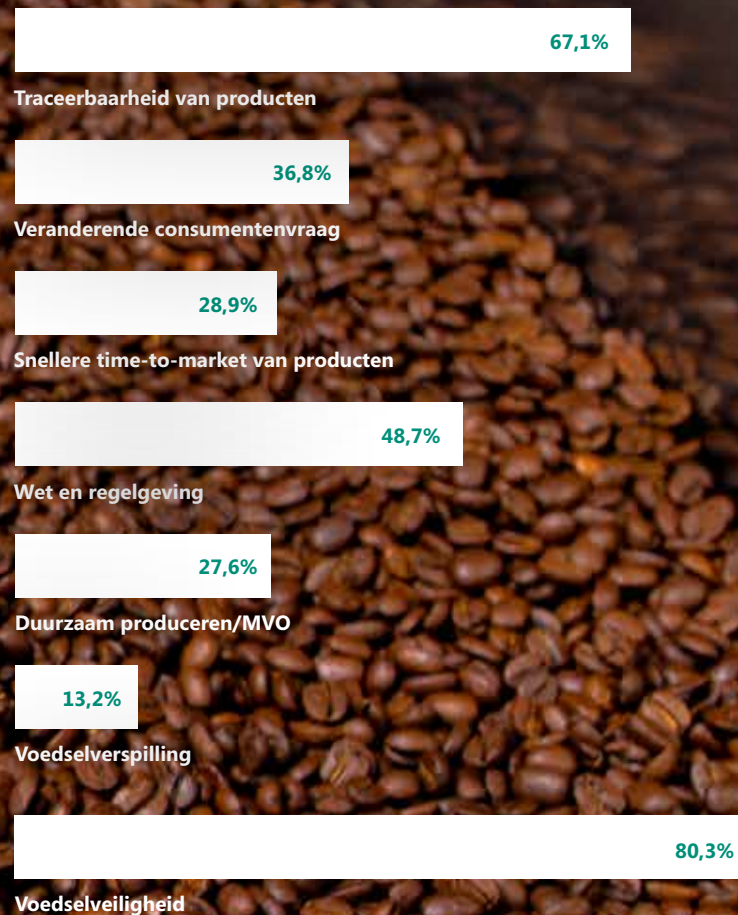 67,1%
Traceerbaarheid van producten
36,8%
Veranderende consumentenvraag
28,9%
Snellere time-to-market van producten
48,7%
Wet en regelgeving
27,6%
Duurzaam produceren/MVO
13,2%
Voedselverspilling
80,3%
Voedselveiligheid